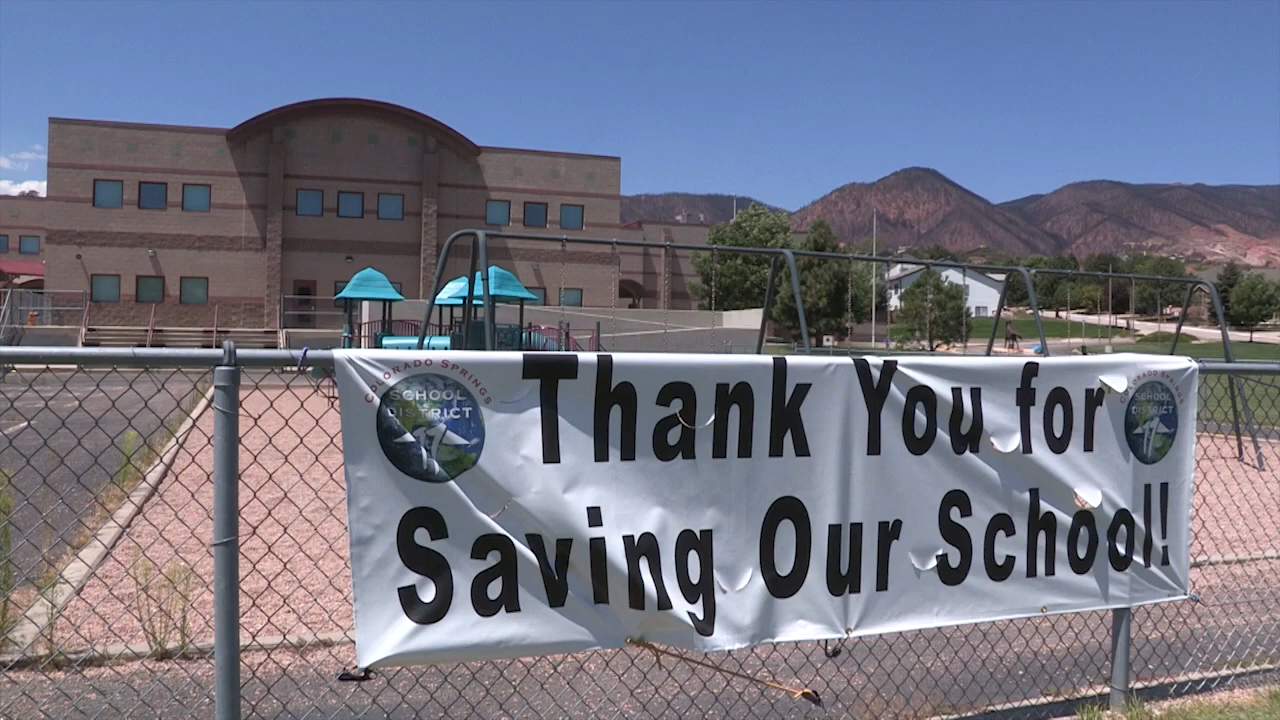 COLORADO SPRINGS
SCHOOL
DISTRICT
11
Thank You for
Saving Our School!
COLORADO SPRINGS
SCHOOL
DISTRICT
11